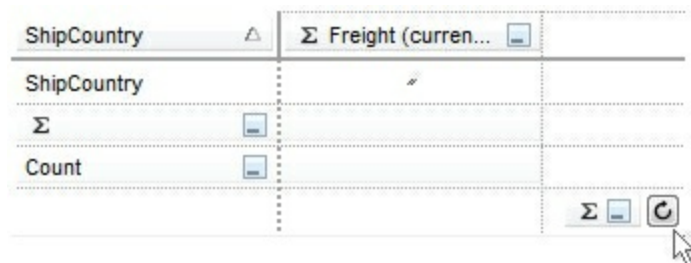 ShipCountry Σ Freight (curren...
ShipCountry
Σ
Count
Σ